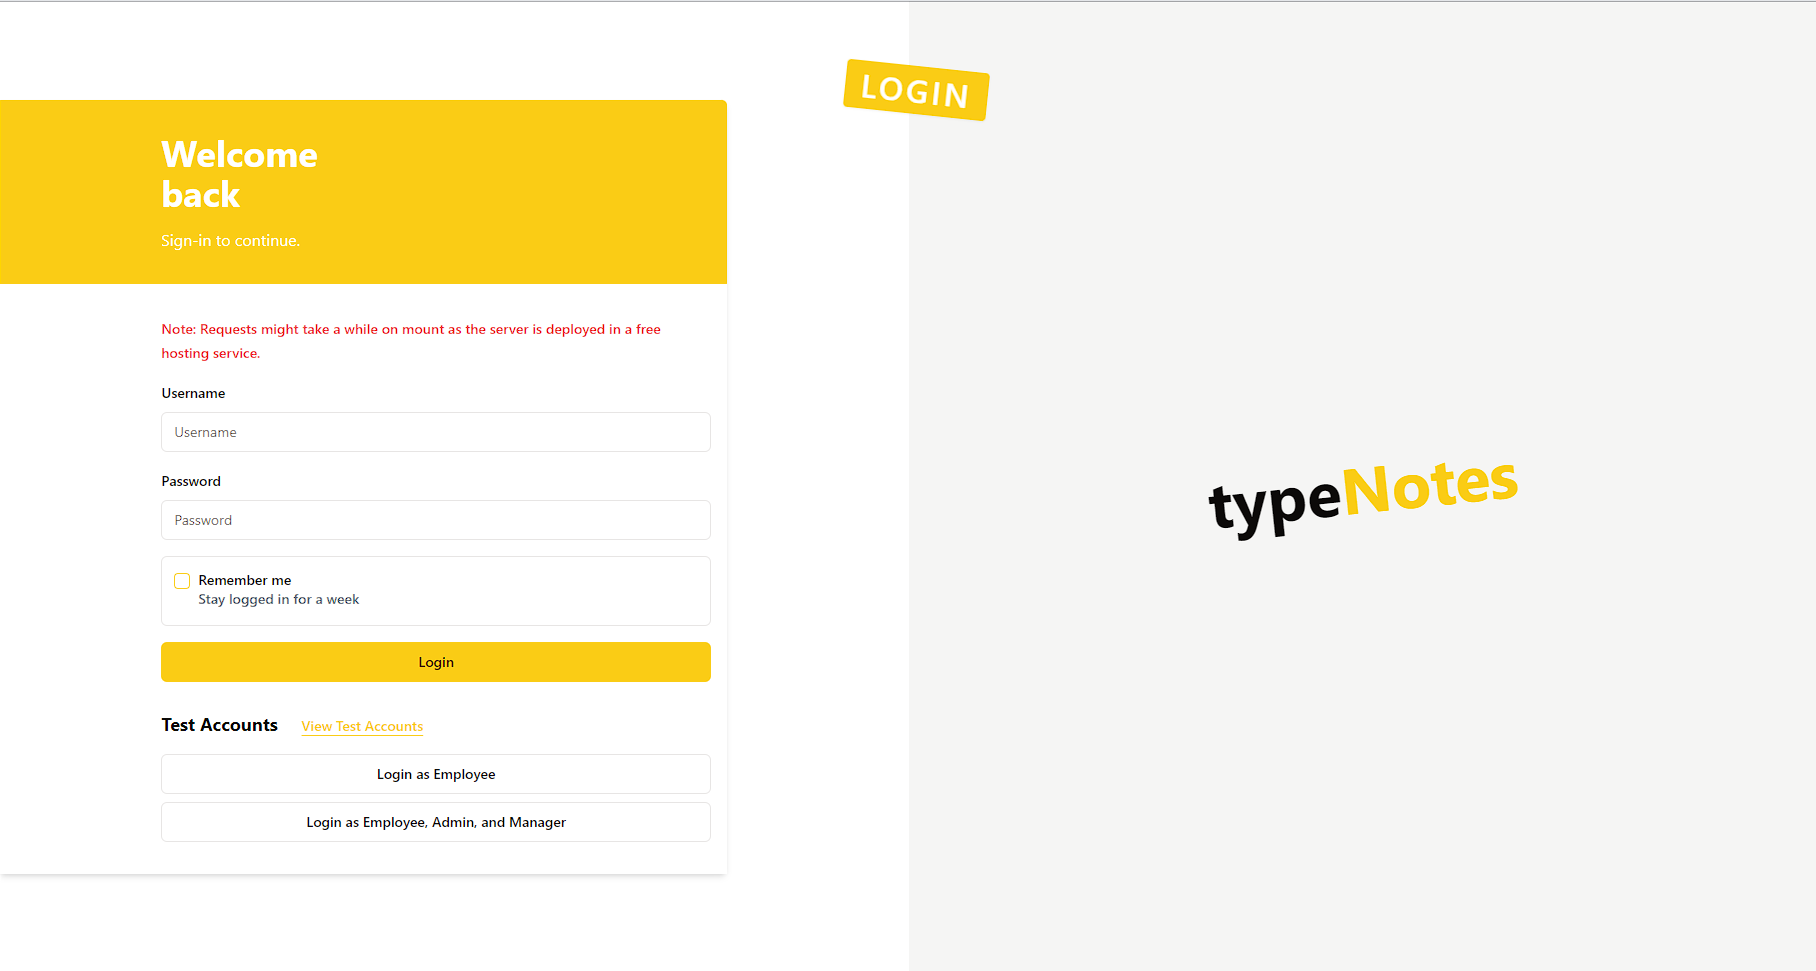 LOGIN
Welcome
back
Sign-in to continue.
Note: Requests might take a while on mount as the server is deployed in a free
hosting service.
Username
Username
Password
Password
Remember me
Stay logged in for a week
Login
Test Accounts View Test Accounts
Login as Employee
Login as Employee, Admin, and Manager
typeNotes